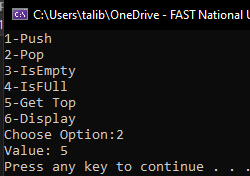 C:\Users\talib\OneDrive - FAST National U
1-Push
2-Pop
3-IsEmpty
4-IsFUll
5-Get Top
6-Display
Choose Option:2
Value: 5
Press any key to continue . . .